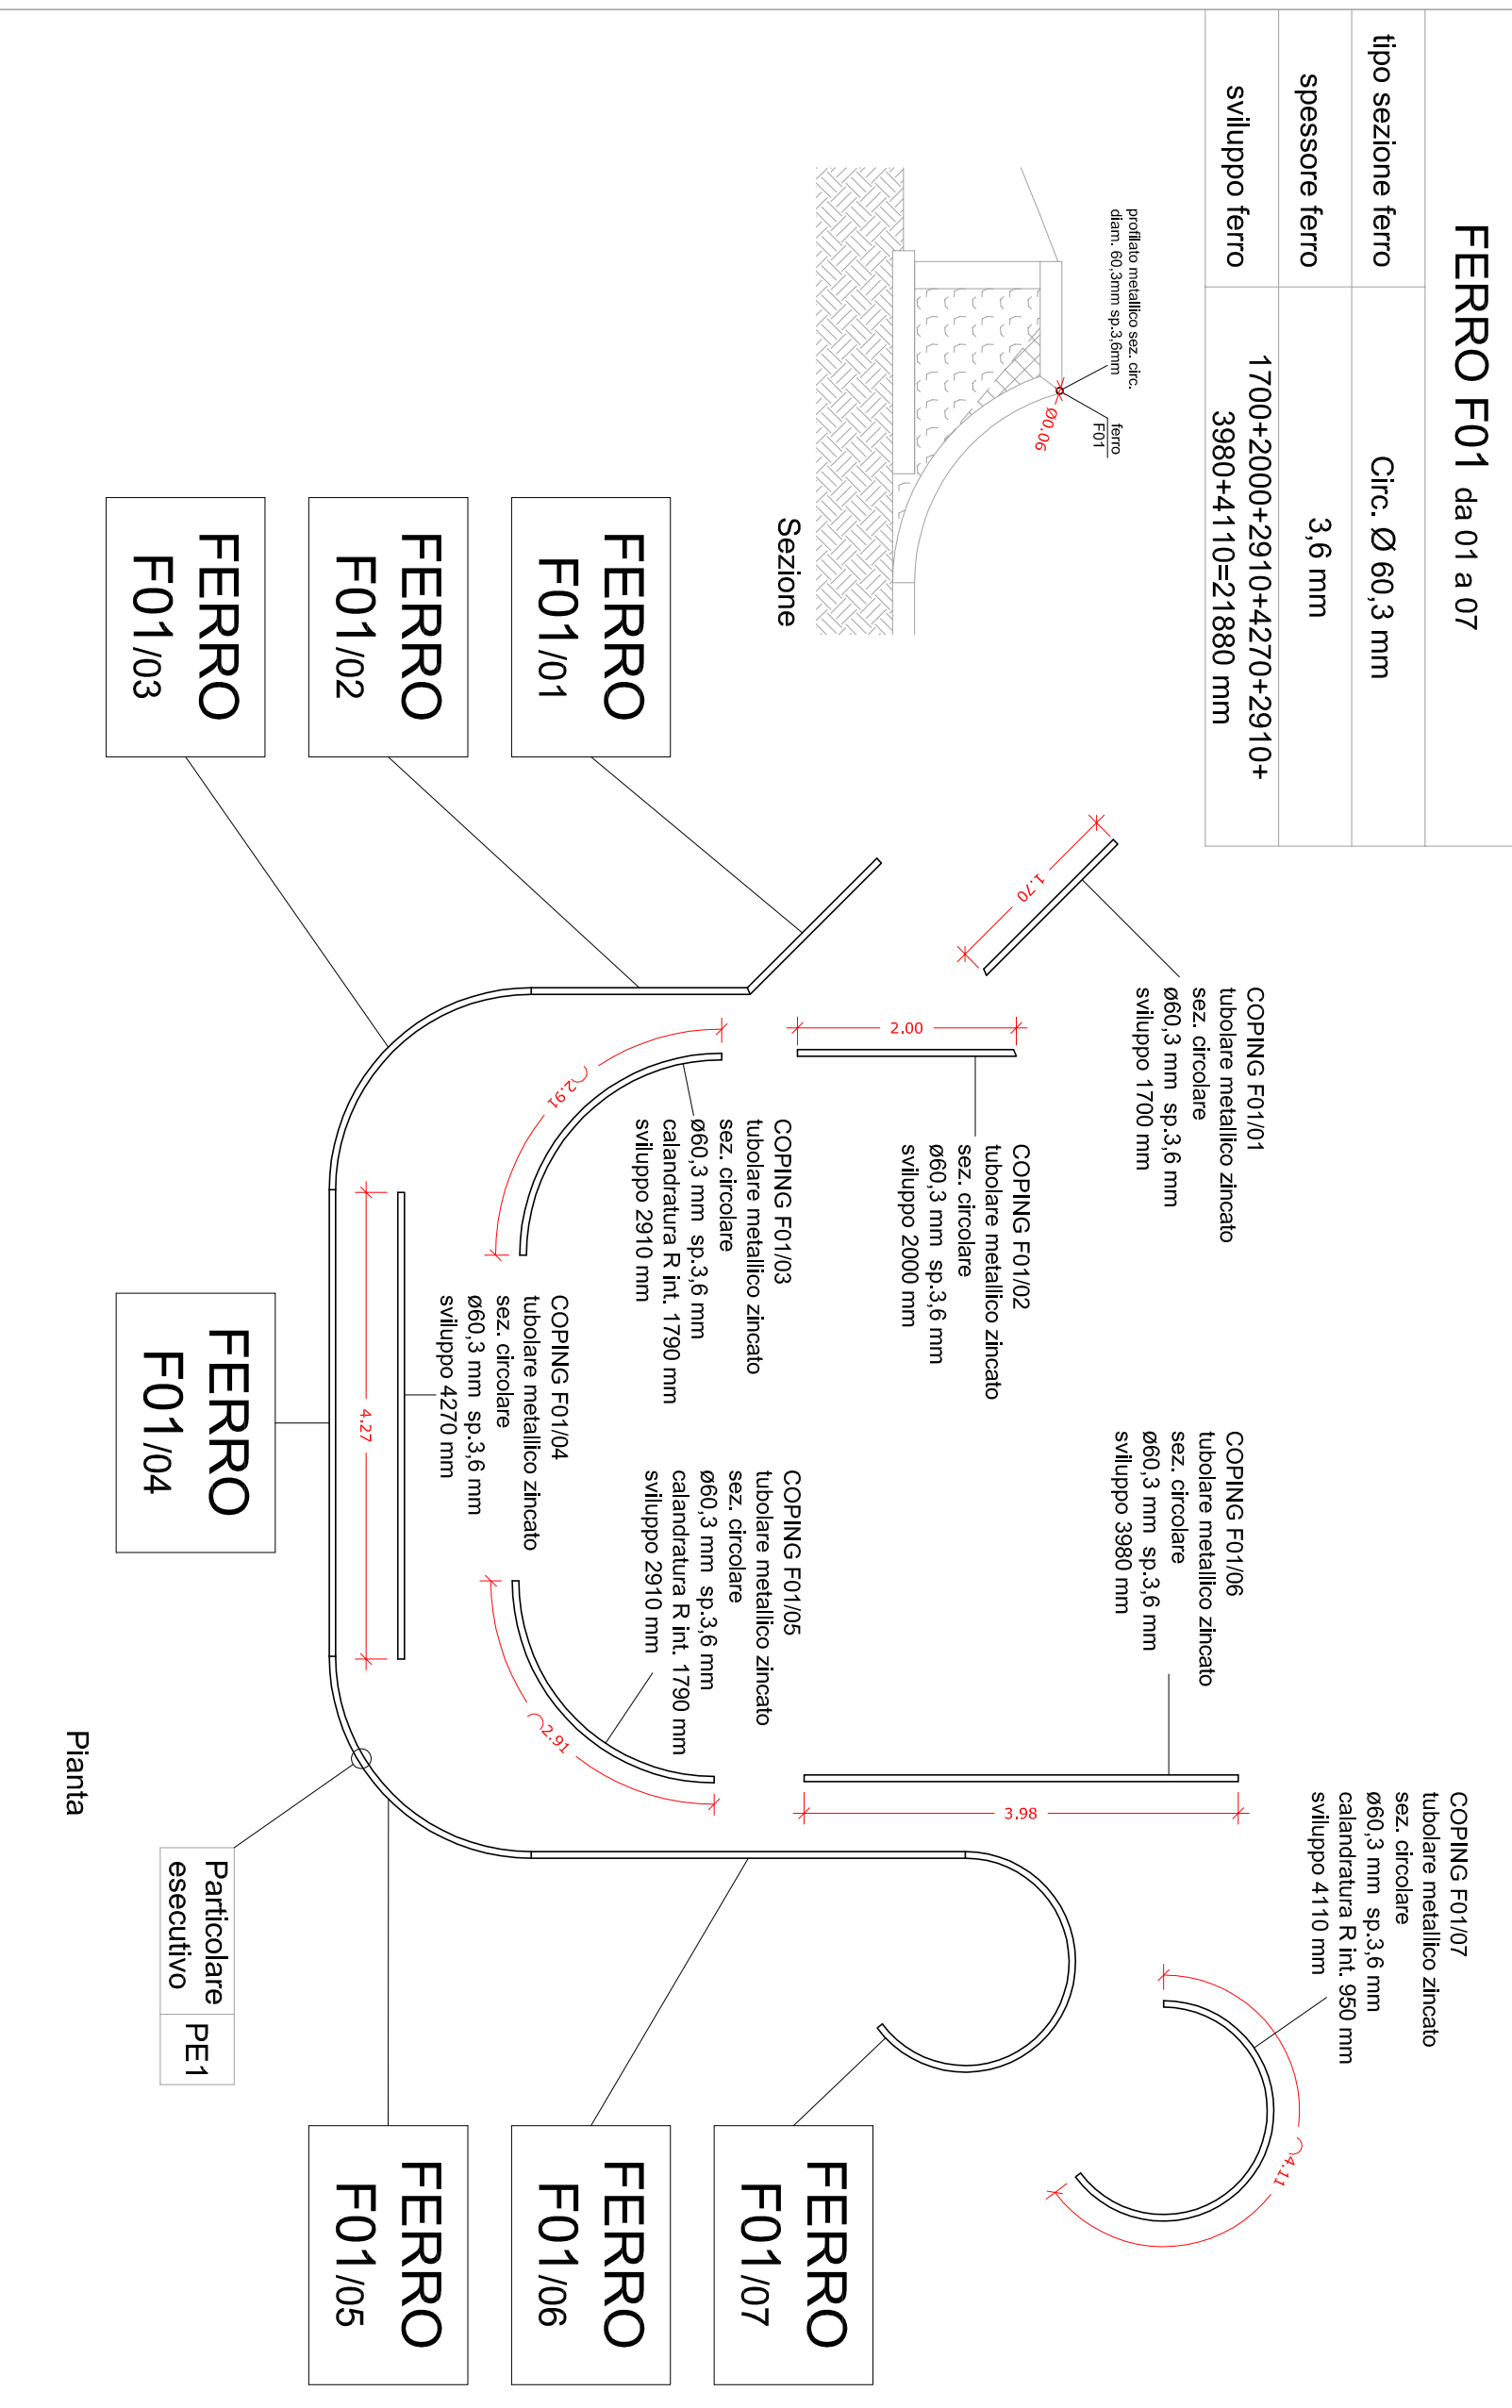 FERRO F01 da 01 a 07
tipo sezione ferro
Circ. Ø 60,3 mm
spessore ferro
3,6 mm
sviluppo ferro
1700+2000+2910+4270+2910+
3980+4110=21880 mm
profilato metallico sez. circ.
diam. 60,3mm sp.3,6mm
ferro
F01
Ø0.06
Sezione
COPING F01/07
tubolare metallico zincato
sez. circolare
ø60,3 mm sp.3,6 mm
calandratura R int. 950 mm
sviluppo 4110 mm
4.11
COPING F01/01
tubolare metallico zincato
sez. circolare
ø60,3 mm sp.3,6 mm
sviluppo 1700 mm
1.70
COPING F01/06
tubolare metallico zincato
sez. circolare
ø60,3 mm sp.3,6 mm
sviluppo 3980 mm
3.98
COPING F01/02
tubolare metallico zincato
sez. circolare
ø60,3 mm sp.3,6 mm
sviluppo 2000 mm
2.00
COPING F01/03
tubolare metallico zincato
sez. circolare
ø60,3 mm sp.3,6 mm
calandratura R int. 1790 mm
sviluppo 2910 mm
2.91
COPING F01/05
tubolare metallico zincato
sez. circolare
ø60,3 mm sp.3,6 mm
calandratura R int. 1790 mm
sviluppo 2910 mm
2.91
COPING F01/04
tubolare metallico zincato
sez. circolare
ø60,3 mm sp.3,6 mm
sviluppo 4270 mm
4.27
FERRO
F01/01
FERRO
F01/02
FERRO
F01/03
FERRO
F01/04
FERRO
F01/07
FERRO
F01/06
FERRO
F01/05
Particolare
esecutivo
PE1
Pianta